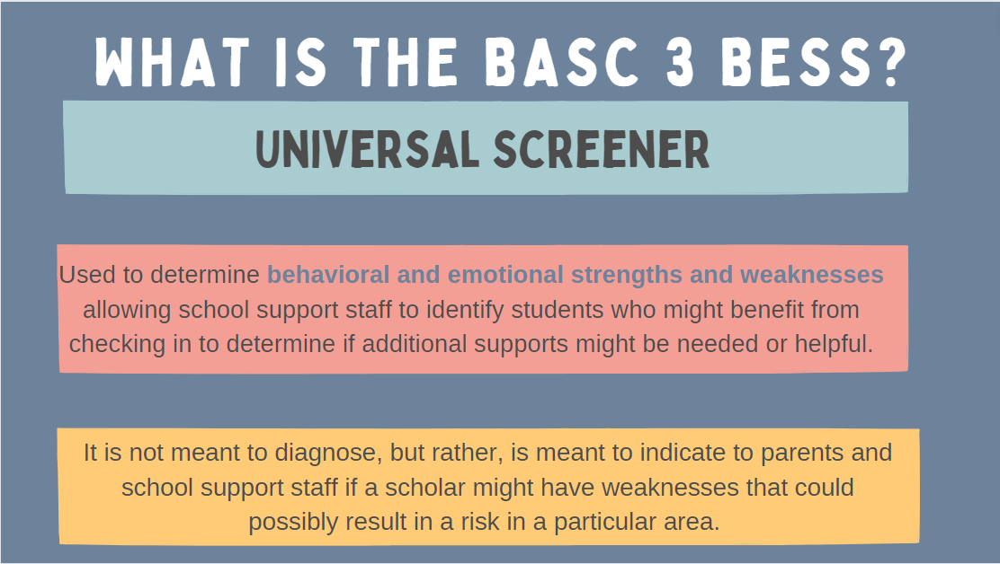 WHAT IS THE BASC 3 BESS?
UNIVERSAL SCREENER
Used to determine behavioral and emotional strengths and weaknesses
allowing school support staff to identify students who might benefit from
checking in to determine if additional supports might be needed or helpful.
It is not meant to diagnose, but rather, is meant to indicate to parents and
school support staff if a scholar might have weaknesses that could
possibly result in a risk in a particular area.